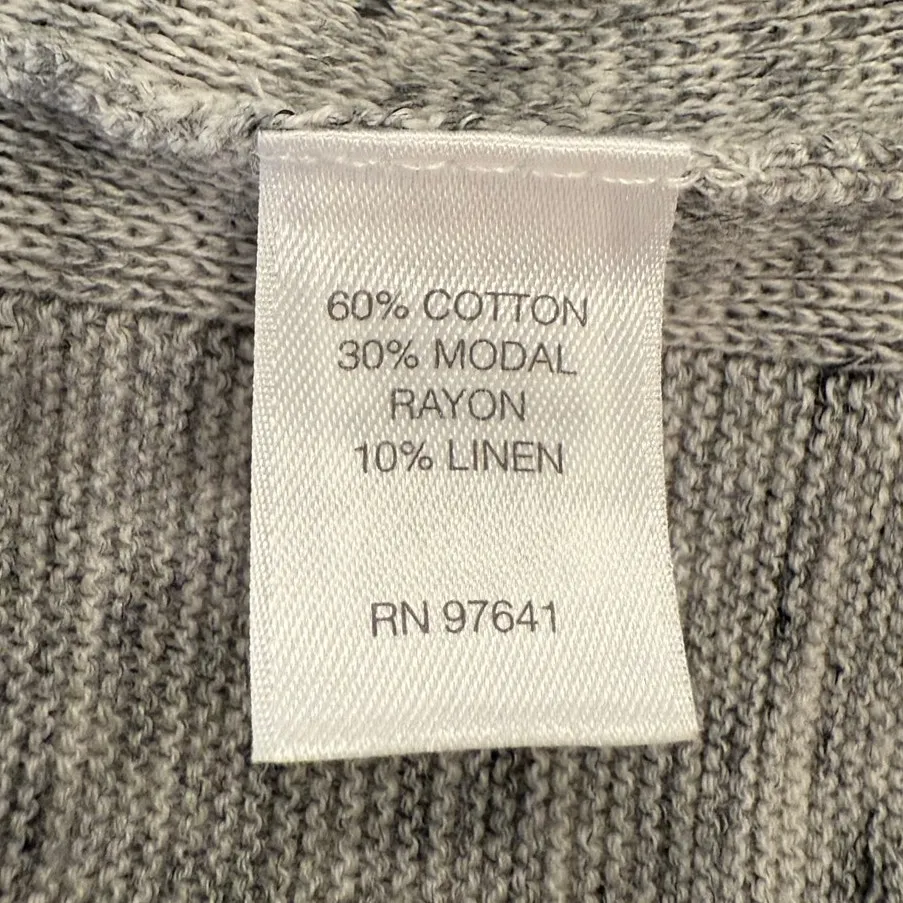 60% COTTON
30% MODAL
RAYON
10% LINEN
RN 97641